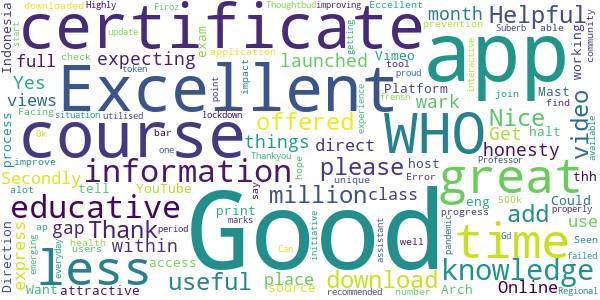 certificate
app
Excellent
WHO
course
great
Good
time
less
information
educative
knowledge
useful
download
Thank
million
offered
please
Helpful
video
Nice
add
honesty
things
launched
expecting
month
direct
within
gap
express
Secondly
Direction
Indonesia
full
views
Yes
process
wark
Get
halt
working
class
host
Vimeo
Platform
Mast
eng
thh
use
Could
Online
Arch
place
source
print
access
YouTube
tell
attractive
Want
improve
Facing
situation
utilised
lockdown
exam
application
Thoughtbud
improving
Highly
Firoz
downloaded
Eccellent
prevention
Suberb
able
community
start
update
check
token
impact
tool
getting
proud
interactive
join
find
available
point
frensh
experience
bar
one
Ok
Thankyou
period
hope
say
unique
Error
Professor
500k
progress
properly
alot
ap
health
users
emerging
everyday
initiative
marks
Can
assistant
recommended
well
number
pandemic
Gd
Seen
failed
Regional